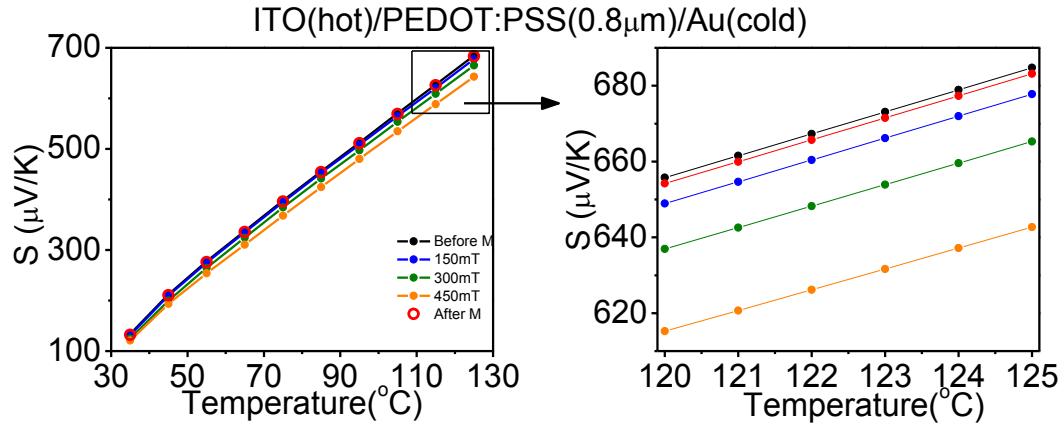 ITO(hot)/PEDOT:PSS(0.8μm)/Au(cold)
700
500
300
100
S (μV/K)
30 50 70 90 110 130
Temperature(°C)
Before M
150mT
300mT
450mT
After M
680
660
640
620
S (μV/K)
120 121 122 123 124 125
Temperature(°C)